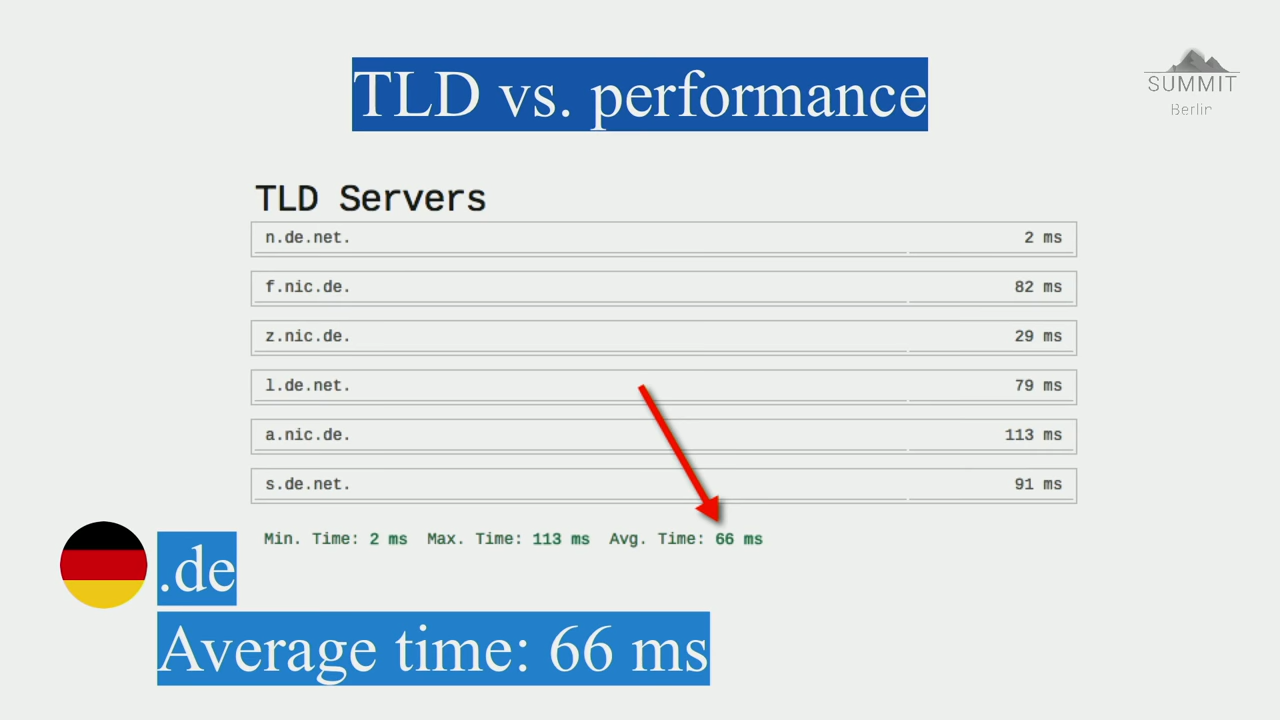 TLD vs. performance
SUMMIT
Berlin
TLD Servers
n.de.net. 2 ms
f.nic.de. 82 ms
z.nic.de. 29 ms
l.de.net. 79 ms
a.nic.de. 113 ms
s.de.net. 91 ms
Min. Time: 2 ms Max. Time: 113 ms Avg. Time: 66 ms
.de
Average time: 66 ms